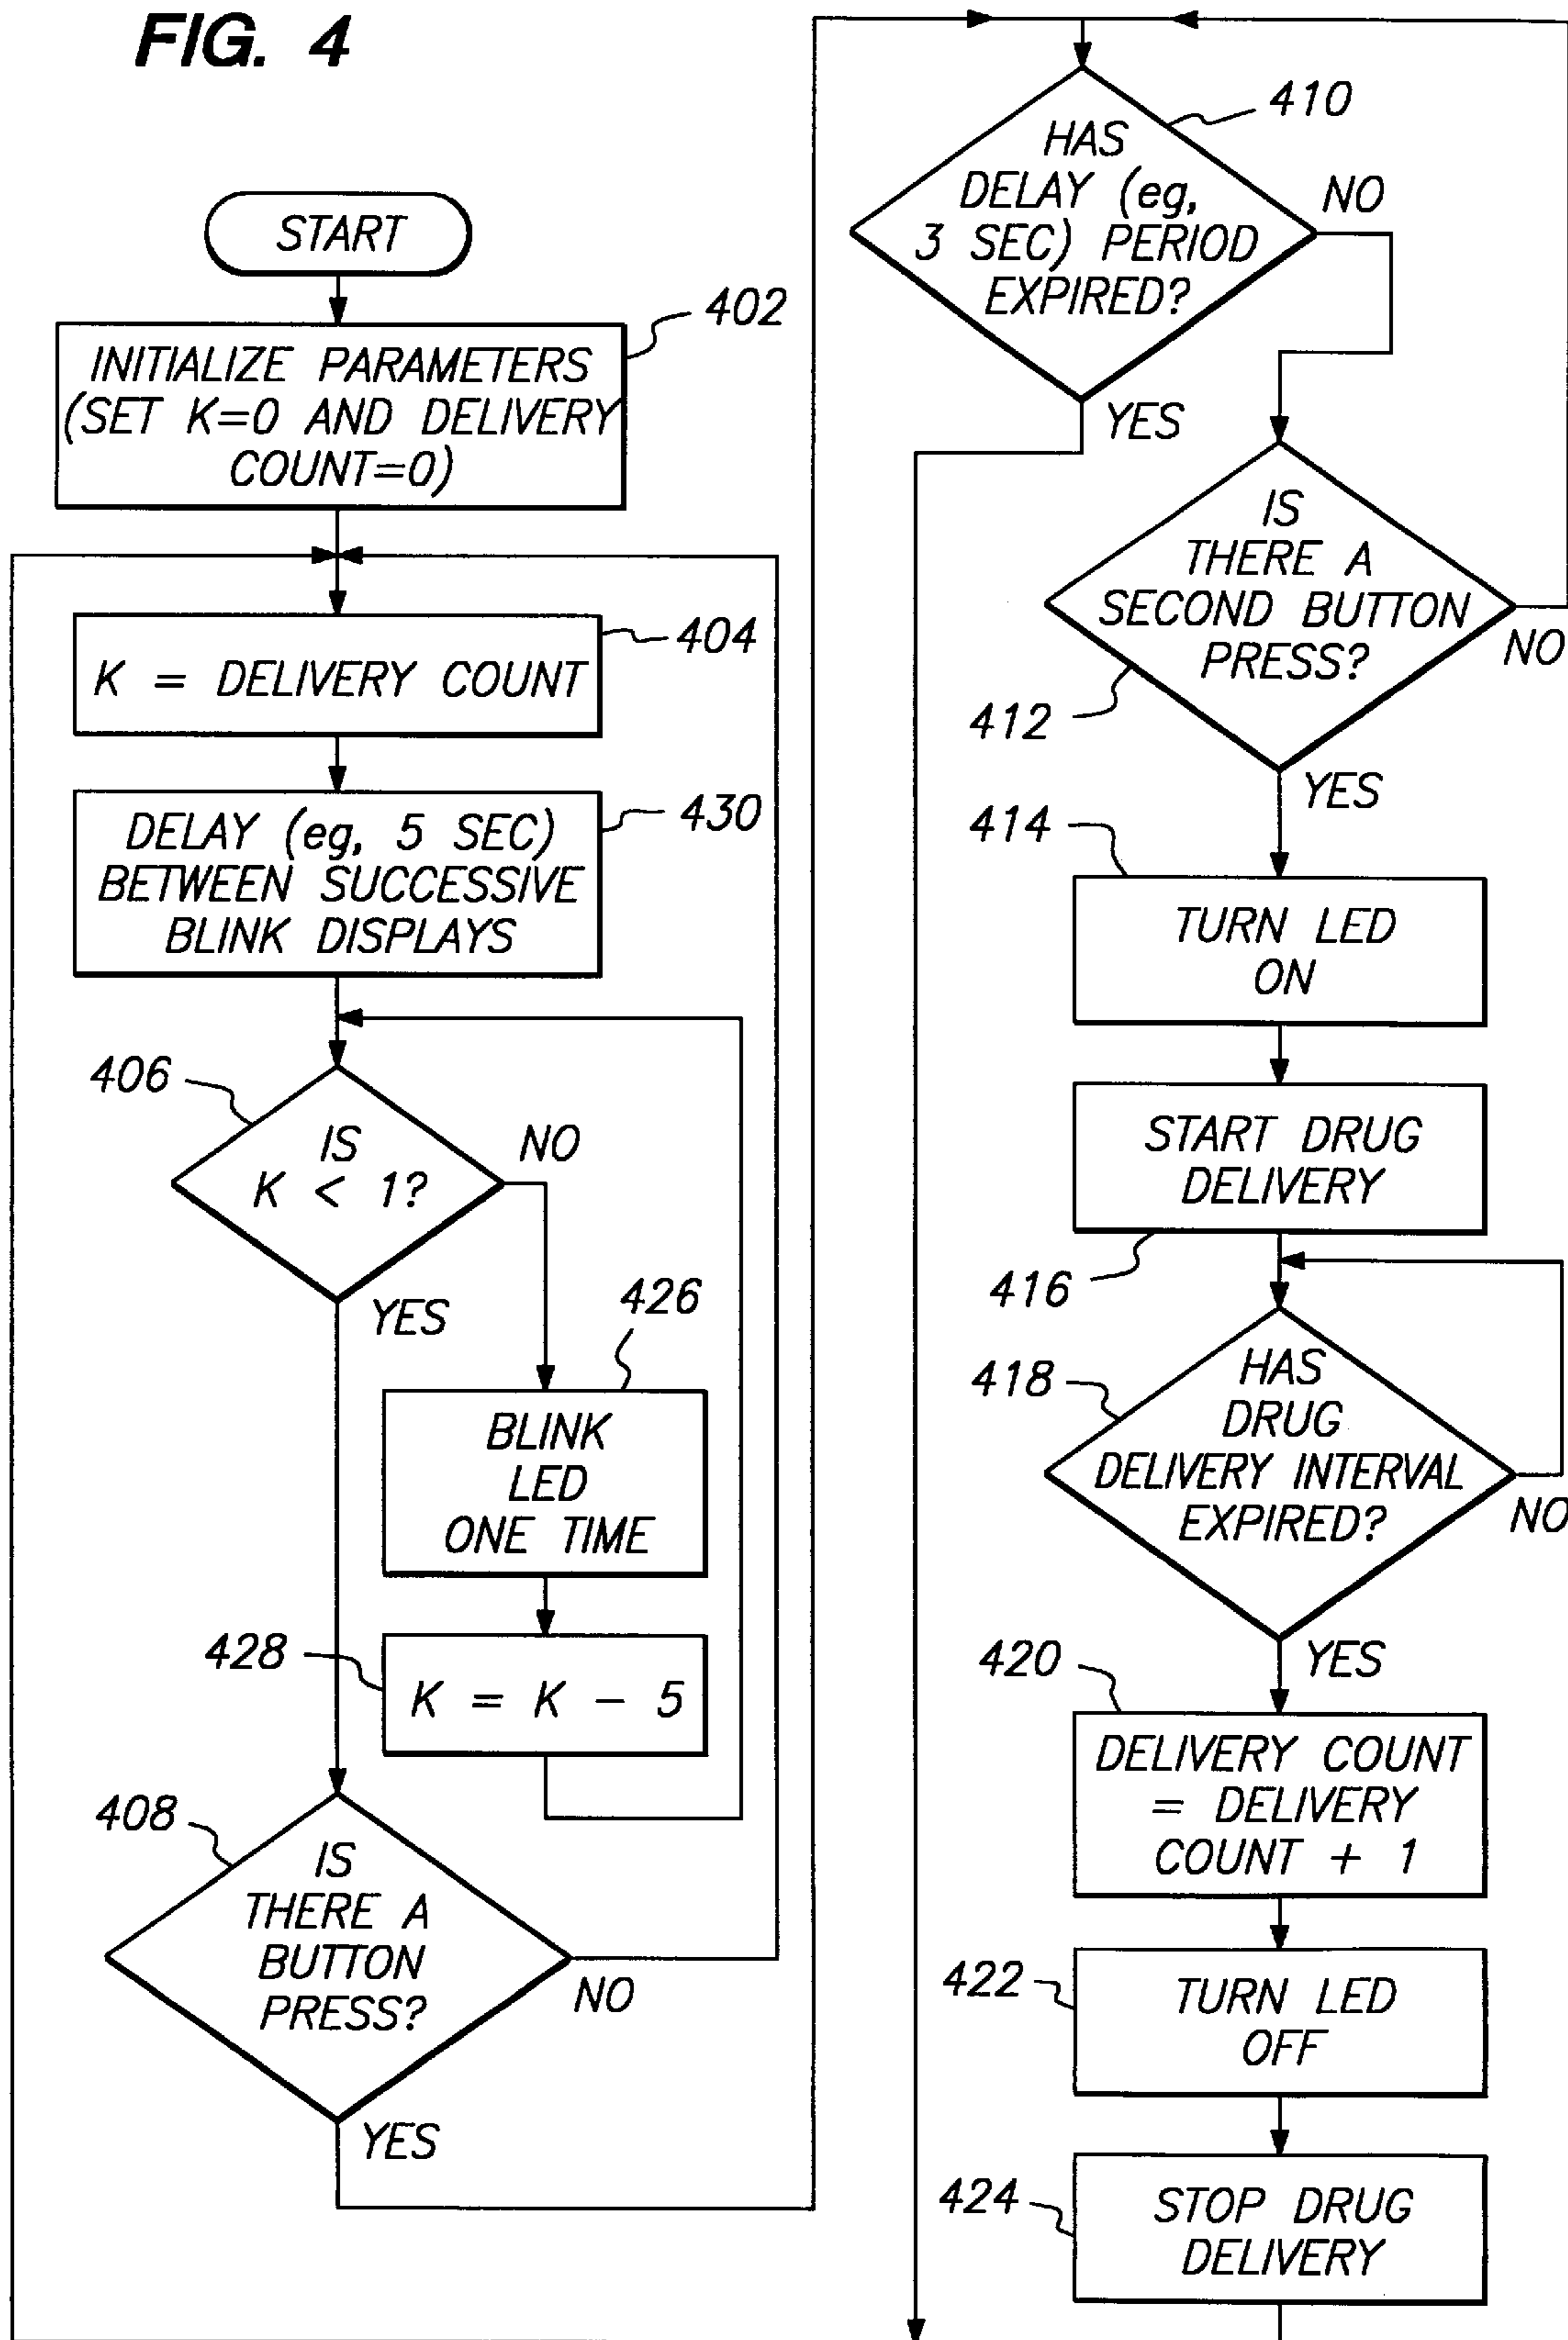 FIG. 4
START
402
INITIALIZE PARAMETERS
(SET K=0 AND DELIVERY
COUNT=0)
404
K = DELIVERY COUNT
430
DELAY (eg, 5 SEC)
BETWEEN SUCCESSIVE
BLINK DISPLAYS
406
IS
K < 1?
NO
YES
426
BLINK
LED
ONE TIME
428
K = K - 5
408
IS
THERE A
BUTTON
PRESS?
NO
YES
410
HAS
DELAY (eg,
3 SEC) PERIOD
EXPIRED?
NO
YES
IS
THERE A
SECOND BUTTON
PRESS?
NO
412
YES
414
TURN LED
ON
START DRUG
DELIVERY
416
418
HAS
DRUG
DELIVERY INTERVAL
EXPIRED?
NO
YES
420
DELIVERY COUNT
= DELIVERY
COUNT + 1
422
TURN LED
OFF
424
STOP DRUG
DELIVERY